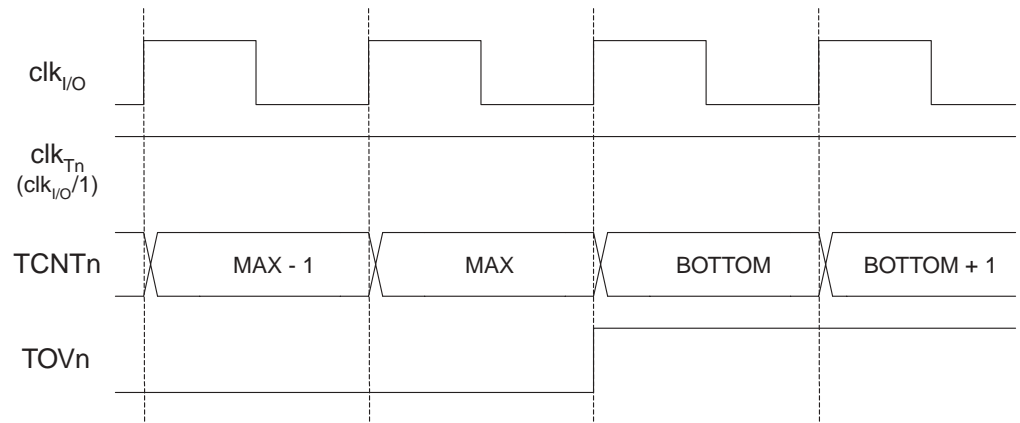 clkI/O
clkTn
(clkI/O/1)
TCNTn
MAX - 1
MAX
BOTTOM
BOTTOM + 1
TOVn